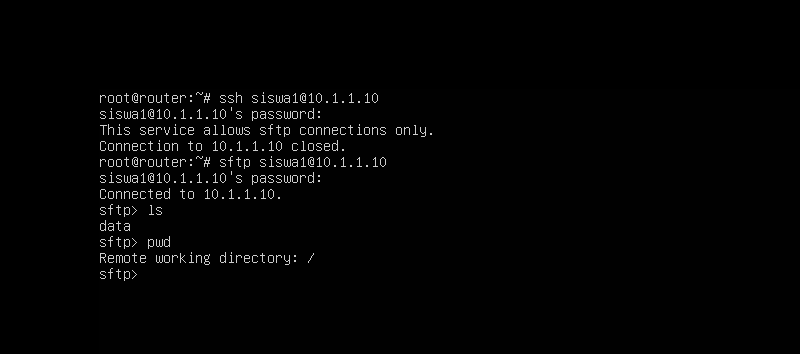 root@router:~# ssh siswa1@10.1.1.10
siswa1@10.1.1.10's password:
This service allows sftp connections only.
Connection to 10.1.1.10 closed.
root@router:~# sftp siswa1@10.1.1.10
siswa1@10.1.1.10's password:
Connected to 10.1.1.10.
sftp> ls
data
sftp> pwd
Remote working directory: /
sftp>